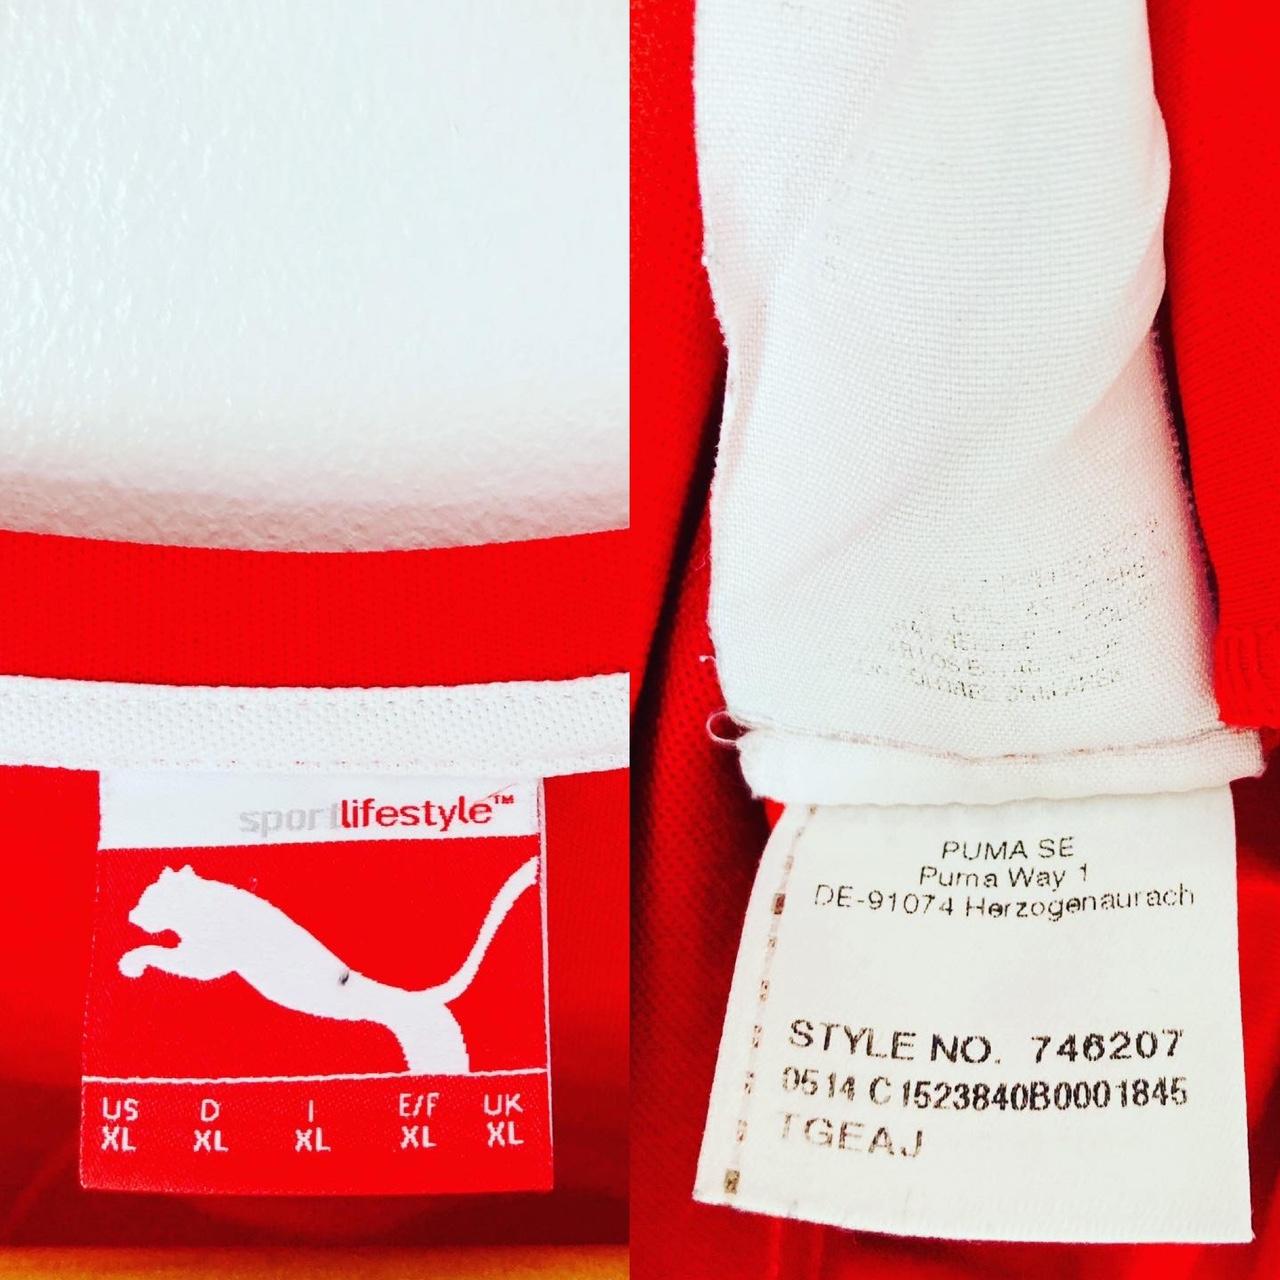 sportlifestyle™
US D I E/F UK
XL XL XL XL XL
PUMA SE
Puma Way 1
DE-91074 Herzogenaurach
STYLE NO. 746207
0514 C 1523840B0001845
TGEAJ